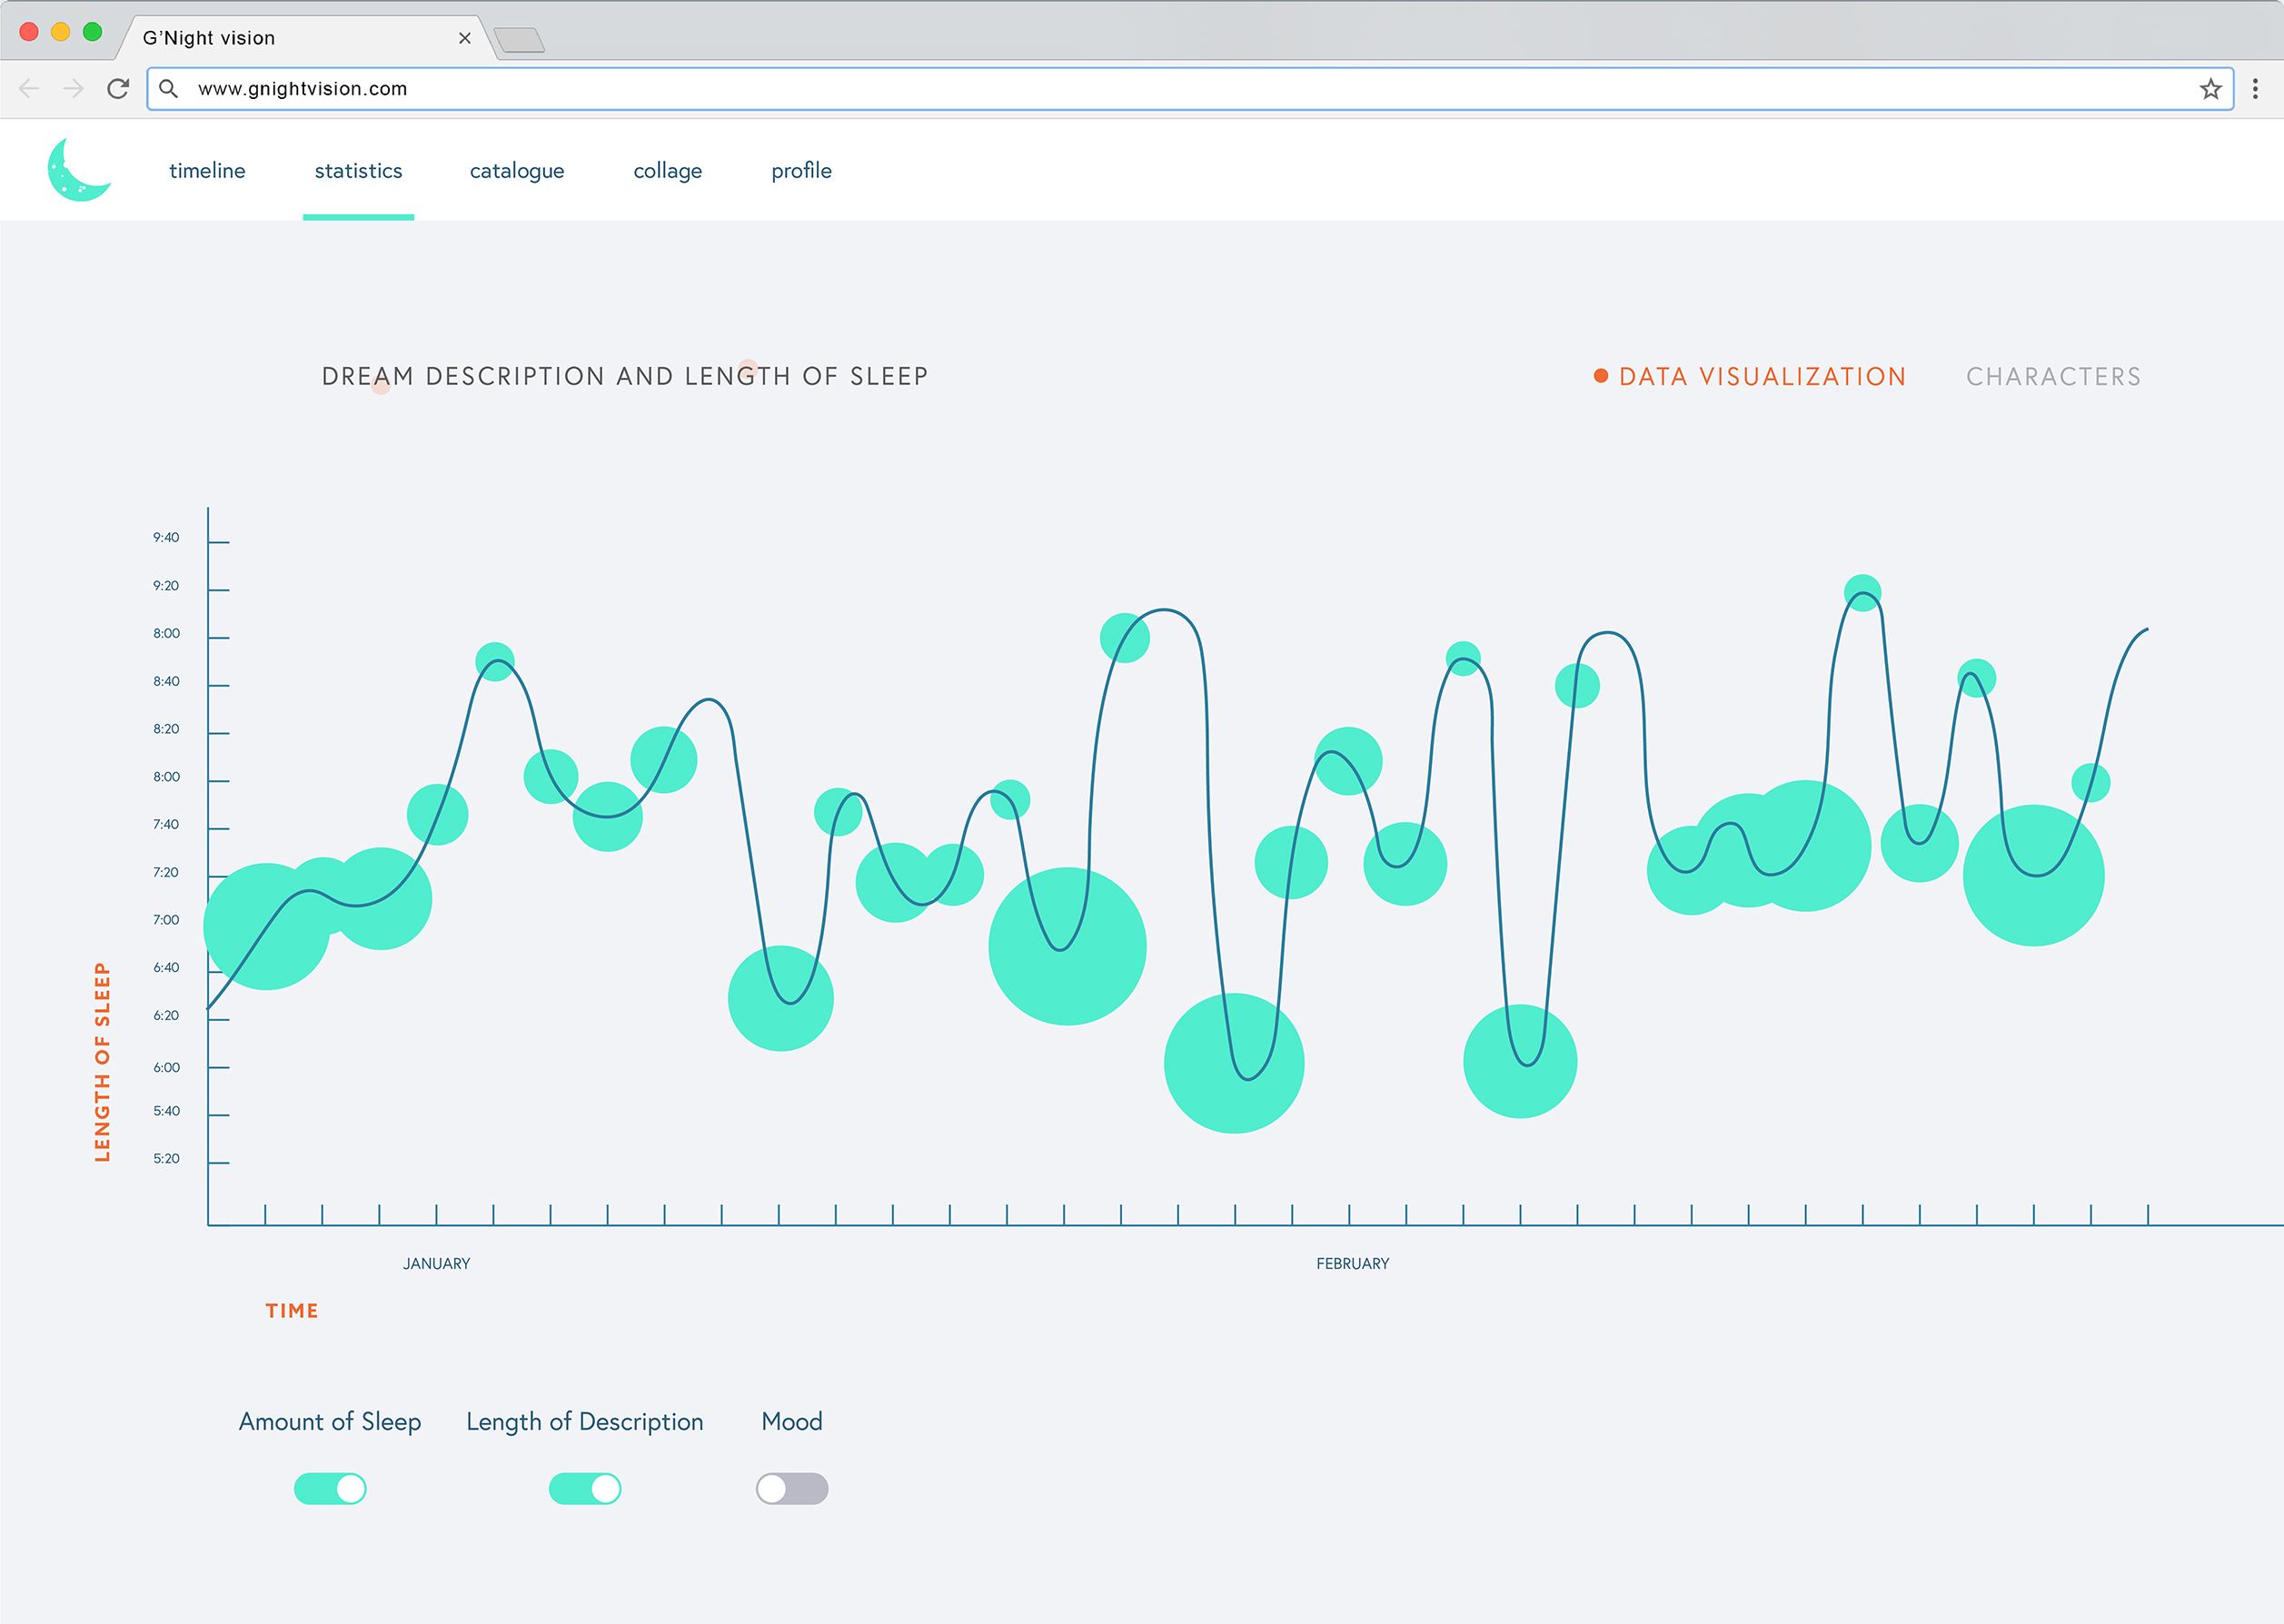 G’Night vision
www.gnightvision.com
timeline statistics catalogue collage profile
DREAM DESCRIPTION AND LENGTH OF SLEEP
DATA VISUALIZATION CHARACTERS
9:40
9:20
8:00
8:40
8:20
8:00
7:40
7:20
7:00
6:40
6:20
6:00
5:40
5:20
LENGTH OF SLEEP
JANUARY FEBRUARY
TIME
Amount of Sleep Length of Description Mood